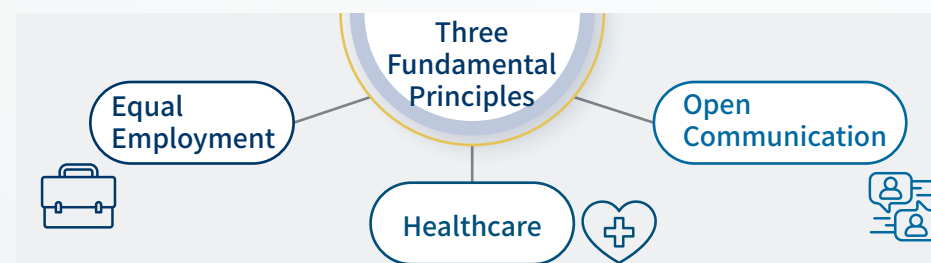 Three
Fundamental
Principles
Equal
Employment
Open
Communication
Healthcare